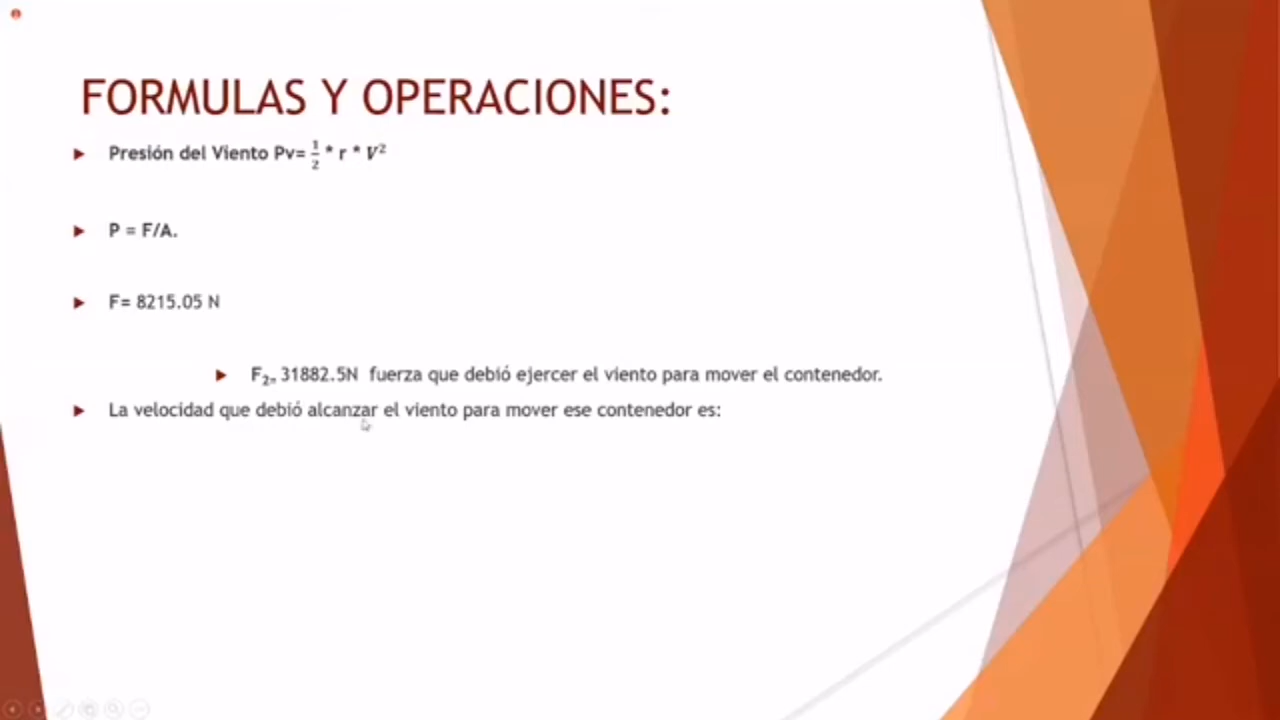 FORMULAS Y OPERACIONES:
Presión del Viento Pv= 1/2 * r * V²
P = F/A.
F= 8215.05 N
F₂₌ 31882.5N fuerza que debió ejercer el viento para mover el contenedor.
La velocidad que debió alcanzar el viento para mover ese contenedor es: